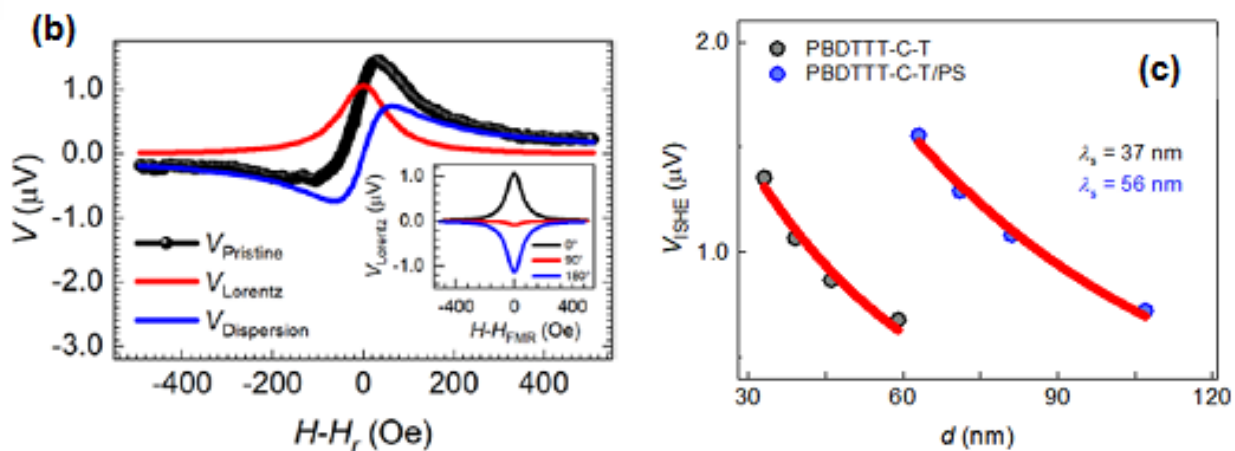 (b)
1.0
0.0
-1.0
-2.0
-3.0
V (μV)
V_Pristine
V_Lorentz
V_Dispersion
-400 -200 0 200 400
H-H_r (Oe)
1.0
0.0
-1.0
V_Lorentz (μV)
0°
90°
180°
-400 0 400
H-H_FMR (Oe)
(c)
2.0
1.0
V_ISHE (μV)
PBDTTT-C-T
PBDTTT-C-T/PS
λ_s = 37 nm
λ_s = 56 nm
30 60 90 120
d (nm)